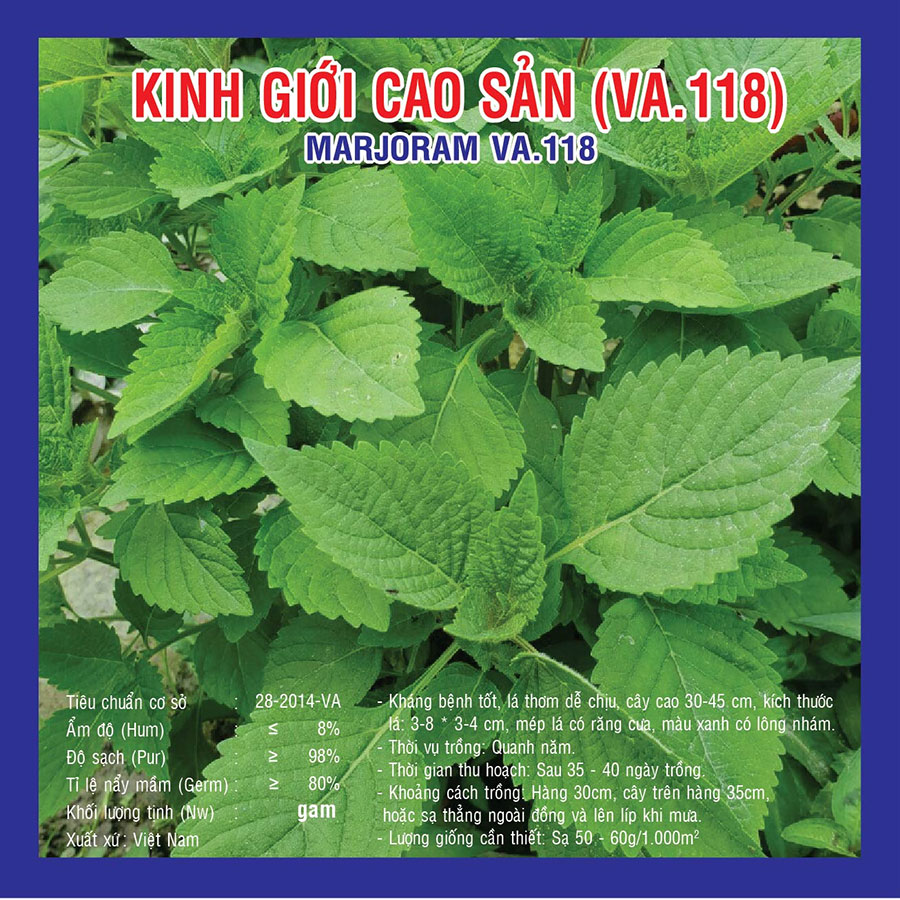 KINH GIỚI CAO SẢN (VA.118)
MARJORAM VA.118
Tiêu chuẩn cơ sở : 28-2014-VA
Ẩm độ (Hum) : ≤ 8%
Độ sạch (Pur) : ≥ 98%
Tỉ lệ nẩy mầm (Germ) : ≥ 80%
Khối lượng tịnh (Nw) : gam
Xuất xứ : Việt Nam
- Kháng bệnh tốt, lá thơm dễ chịu, cây cao 30-45 cm, kích thước
lá: 3-8 * 3-4 cm, mép lá có răng cưa, màu xanh có lông nhám.
- Thời vụ trồng: Quanh năm.
- Thời gian thu hoạch: Sau 35 - 40 ngày trồng.
- Khoảng cách trồng: Hàng 30cm, cây trên hàng 35cm,
hoặc sạ thẳng ngoài đồng và lên líp khi mưa.
- Lượng giống cần thiết: Sạ 50 - 60g/1.000m²